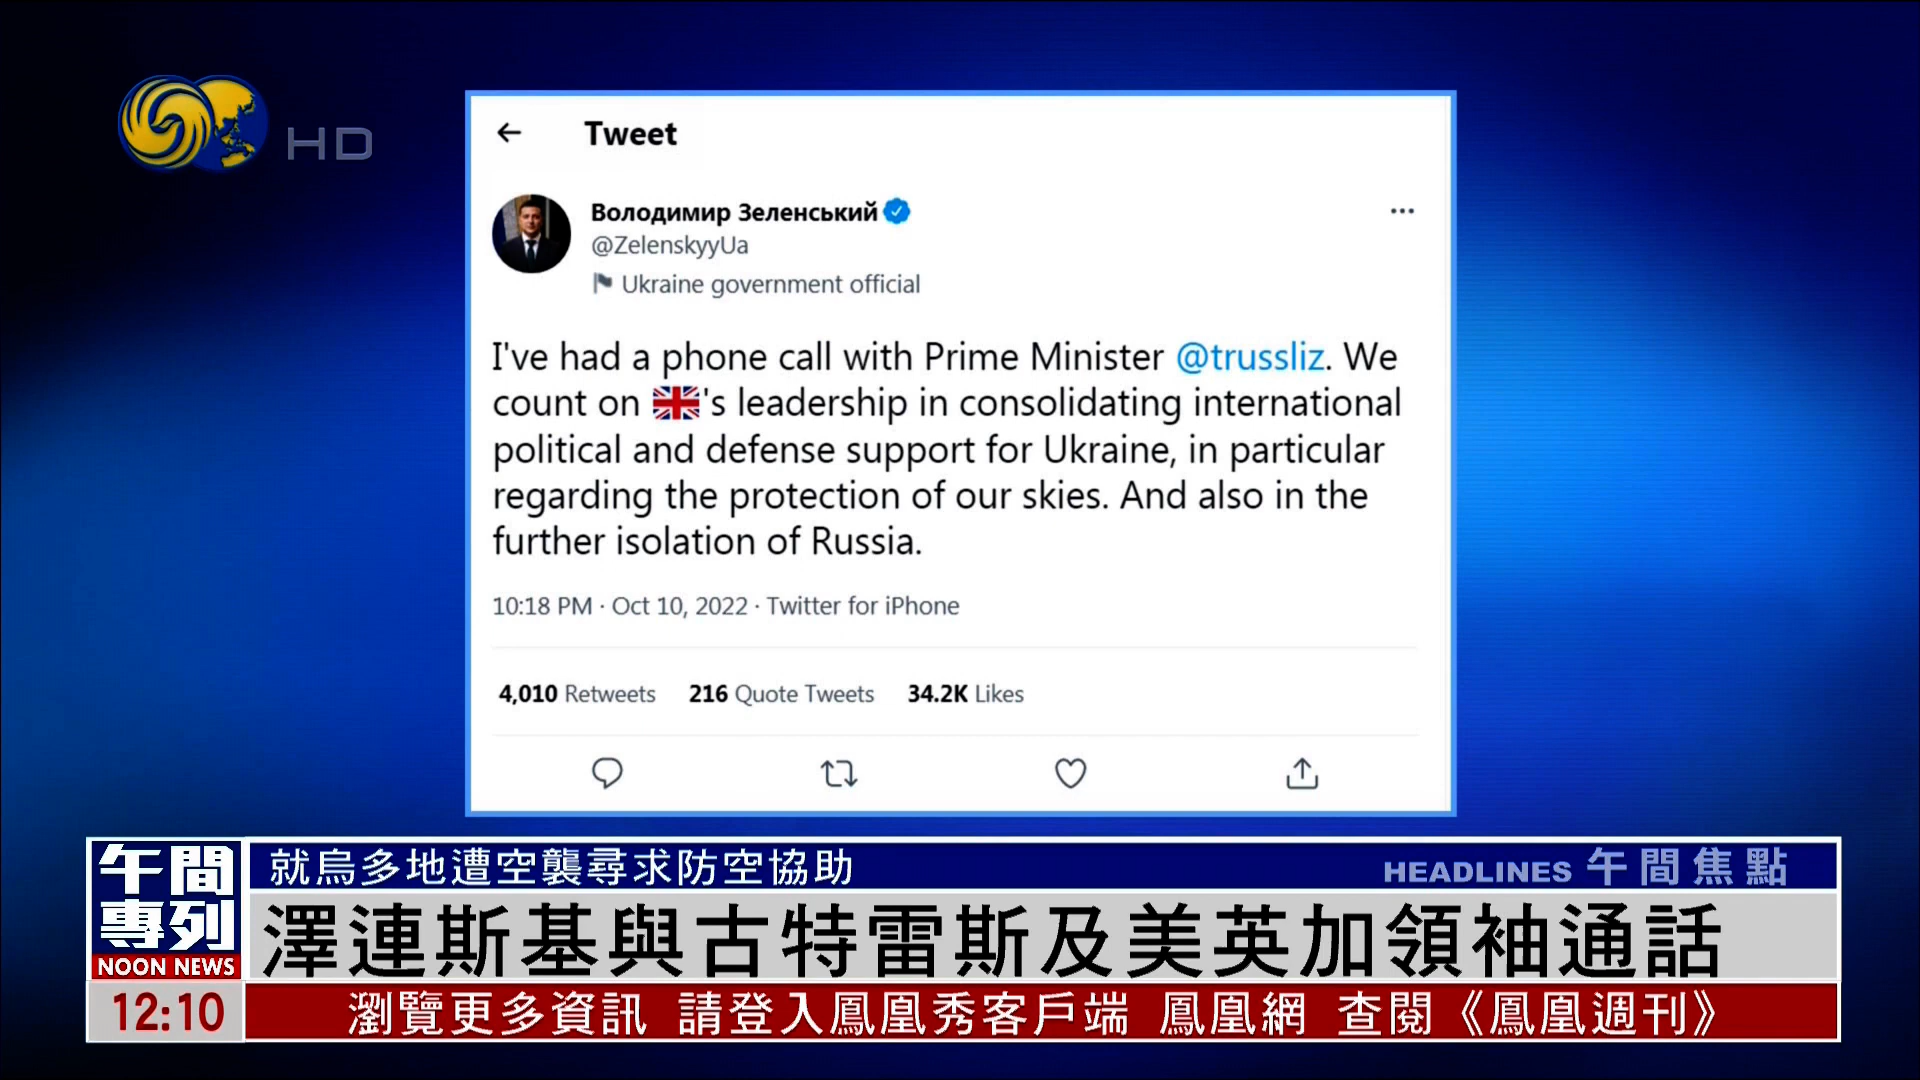 HD
Tweet
Володимир Зеленський
@ZelenskyyUa
Ukraine government official
I've had a phone call with Prime Minister @trussliz. We
count on 🇬🇧's leadership in consolidating international
political and defense support for Ukraine, in particular
regarding the protection of our skies. And also in the
further isolation of Russia.
10:18 PM · Oct 10, 2022 · Twitter for iPhone
4,010 Retweets 216 Quote Tweets 34.2K Likes
午間
專列
NOON NEWS
就烏多地遭空襲尋求防空協助
HEADLINES 午間焦點
澤連斯基與古特雷斯及美英加領袖通話
12:10
瀏覽更多資訊 請登入鳳凰秀客戶端 鳳凰網 查閱《鳳凰週刊》